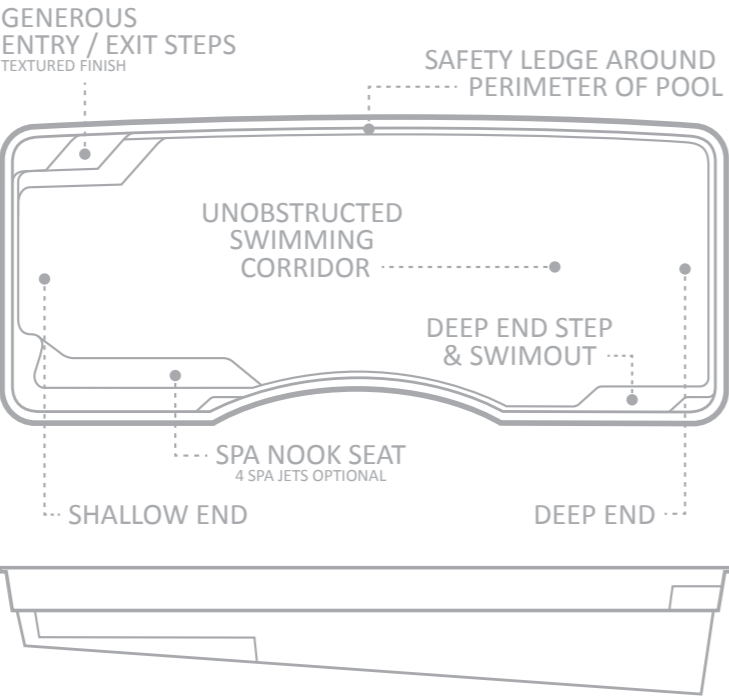 GENEROUS
ENTRY / EXIT STEPS
TEXTURED FINISH
SAFETY LEDGE AROUND
PERIMETER OF POOL
UNOBSTRUCTED
SWIMMING
CORRIDOR
DEEP END STEP
& SWIMOUT
SPA NOOK SEAT
4 SPA JETS OPTIONAL
SHALLOW END
DEEP END